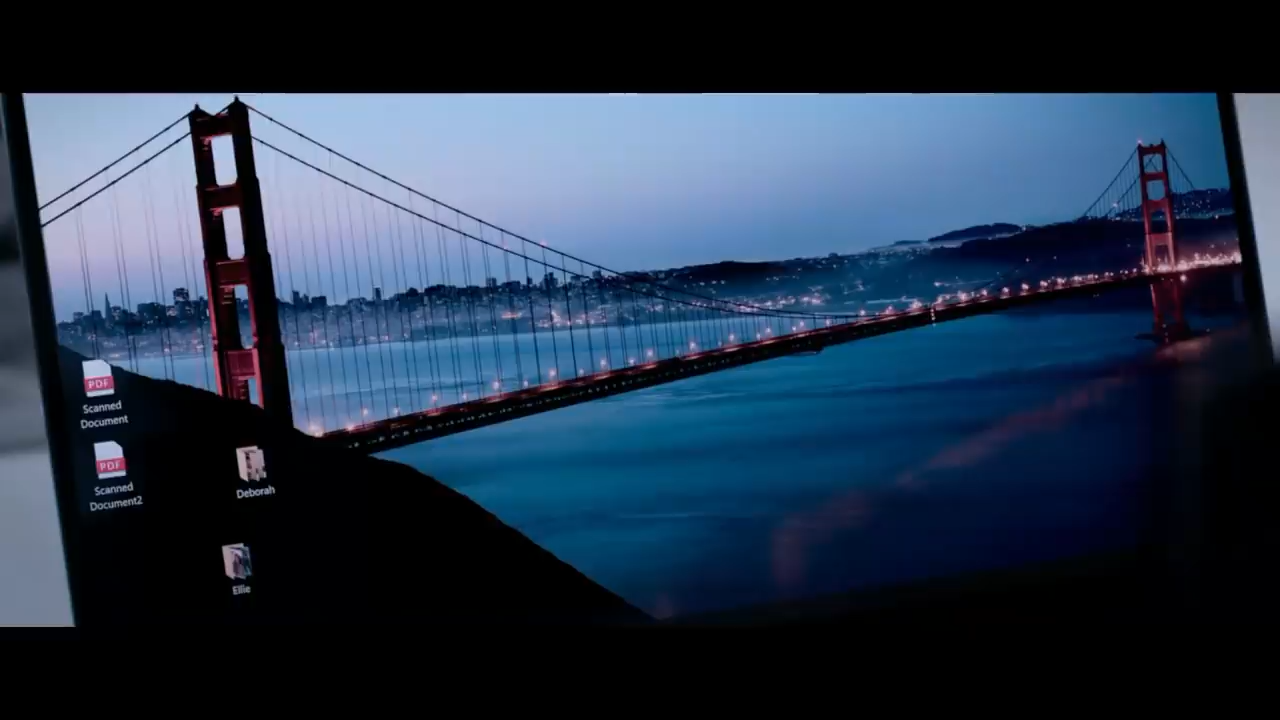 PDF
Scanned
Document
PDF
Scanned
Document2
Deborah
Ellie